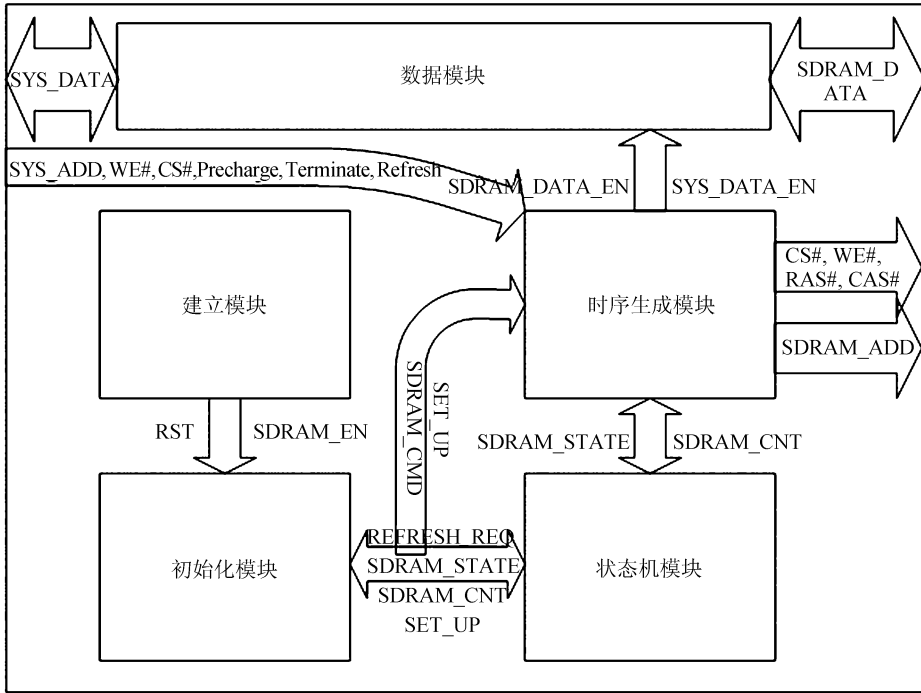 数据模块
SYS_DATA
SDRAM_D
ATA
SYS_ADD, WE#, CS#,Precharge,Terminate, Refresh
SDRAM_DATA_EN
SYS_DATA_EN
建立模块
时序生成模块
CS#, WE#,
RAS#, CAS#
SDRAM_ADD
SET_UP
SDRAM_CMD
RST
SDRAM_EN
SDRAM_STATE
SDRAM_CNT
初始化模块
REFRESH_REQ
SDRAM_STATE
SDRAM_CNT
SET_UP
状态机模块